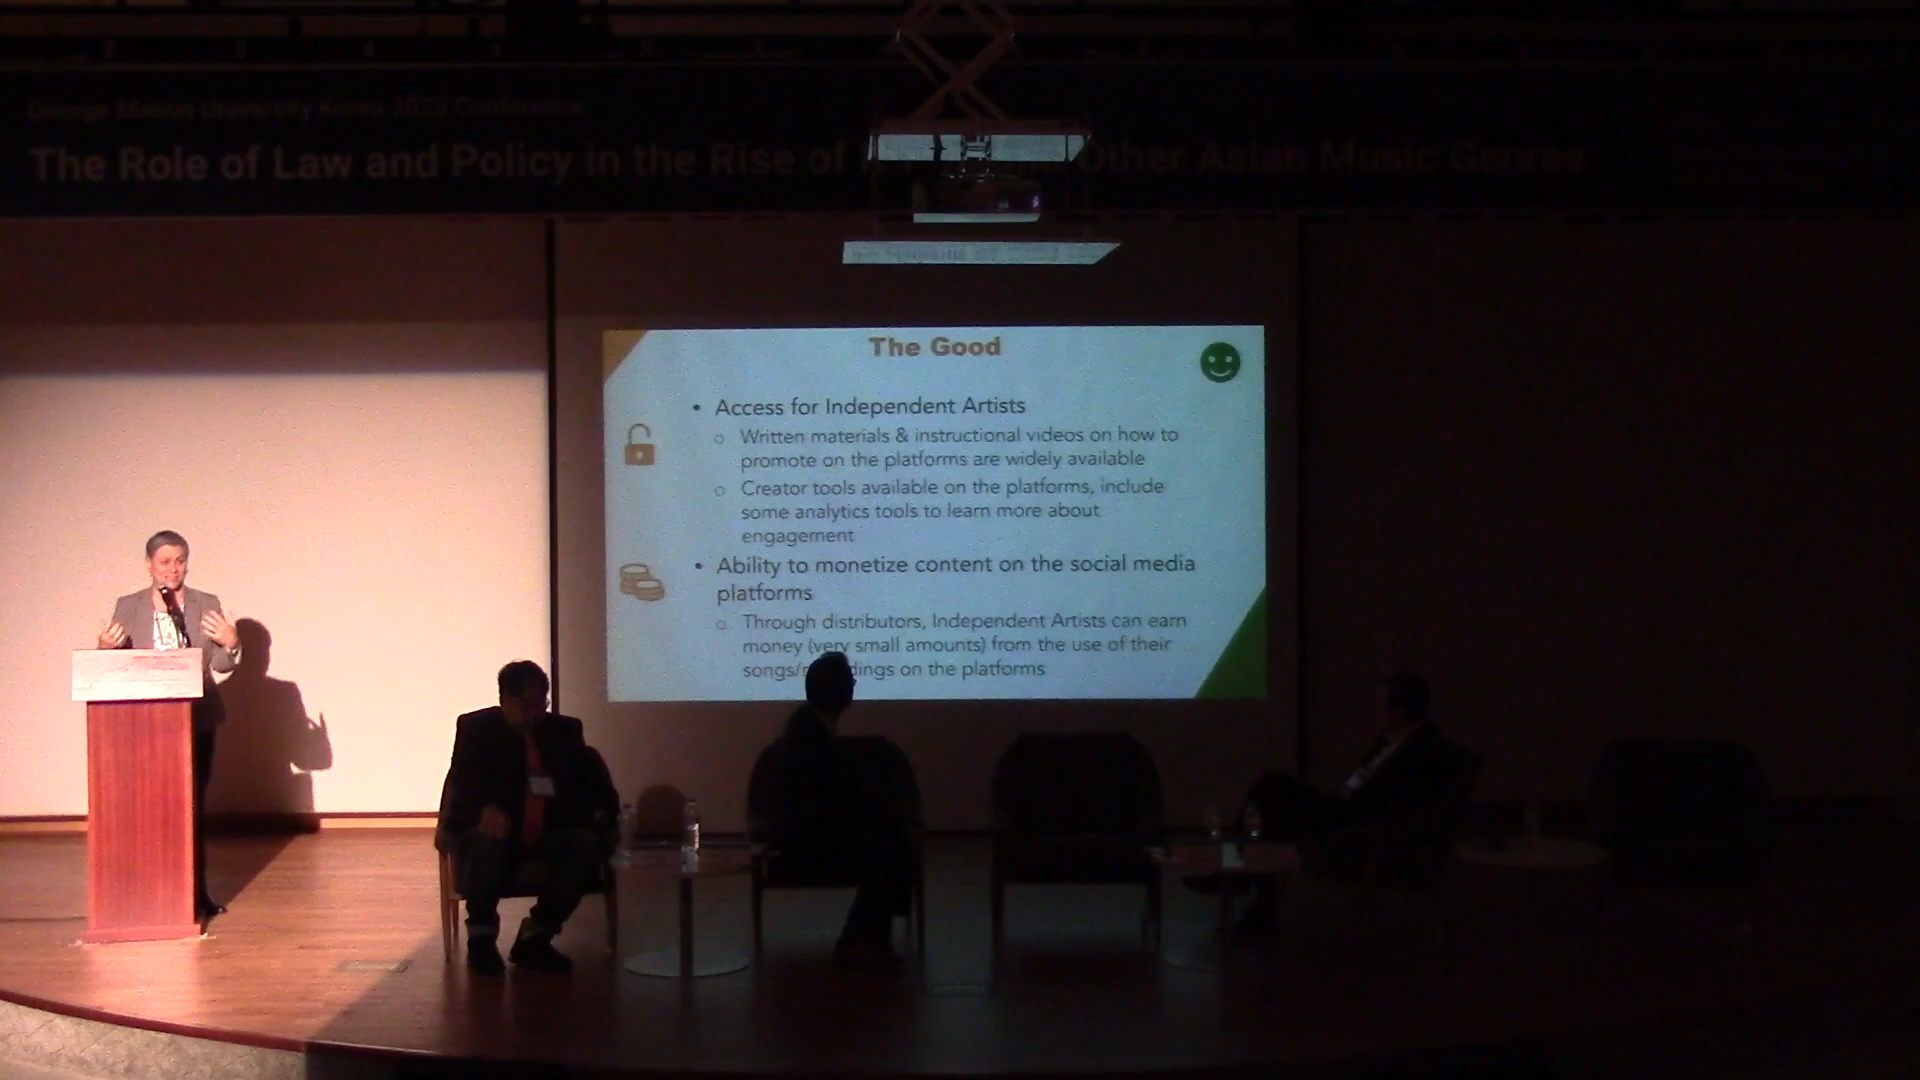 George Mason University Korea 2023 Conference
The Role of Law and Policy in the Rise of Other Asian Music Genres
The Good
• Access for Independent Artists
○ Written materials & instructional videos on how to
promote on the platforms are widely available
○ Creator tools available on the platforms, include
some analytics tools to learn more about
engagement
• Ability to monetize content on the social media
platforms
○ Through distributors, Independent Artists can earn
money (very small amounts) from the use of their
songs/ dings on the platforms